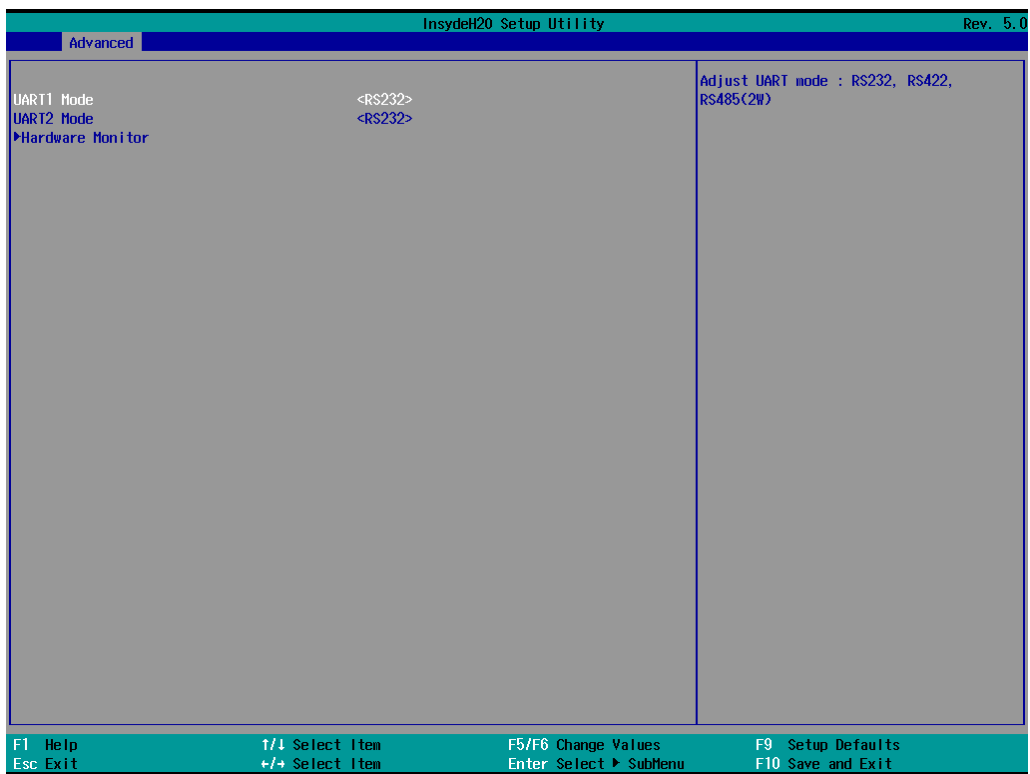 InsydeH20 Setup Utility Rev. 5.0
Advanced
UART1 Mode <RS232>
UART2 Mode <RS232>
▶Hardware Monitor
Adjust UART mode : RS232, RS422,
RS485(2W)
F1 Help ↑/↓ Select Item F5/F6 Change Values F9 Setup Defaults
Esc Exit ←/→ Select Item Enter Select ▶ SubMenu F10 Save and Exit